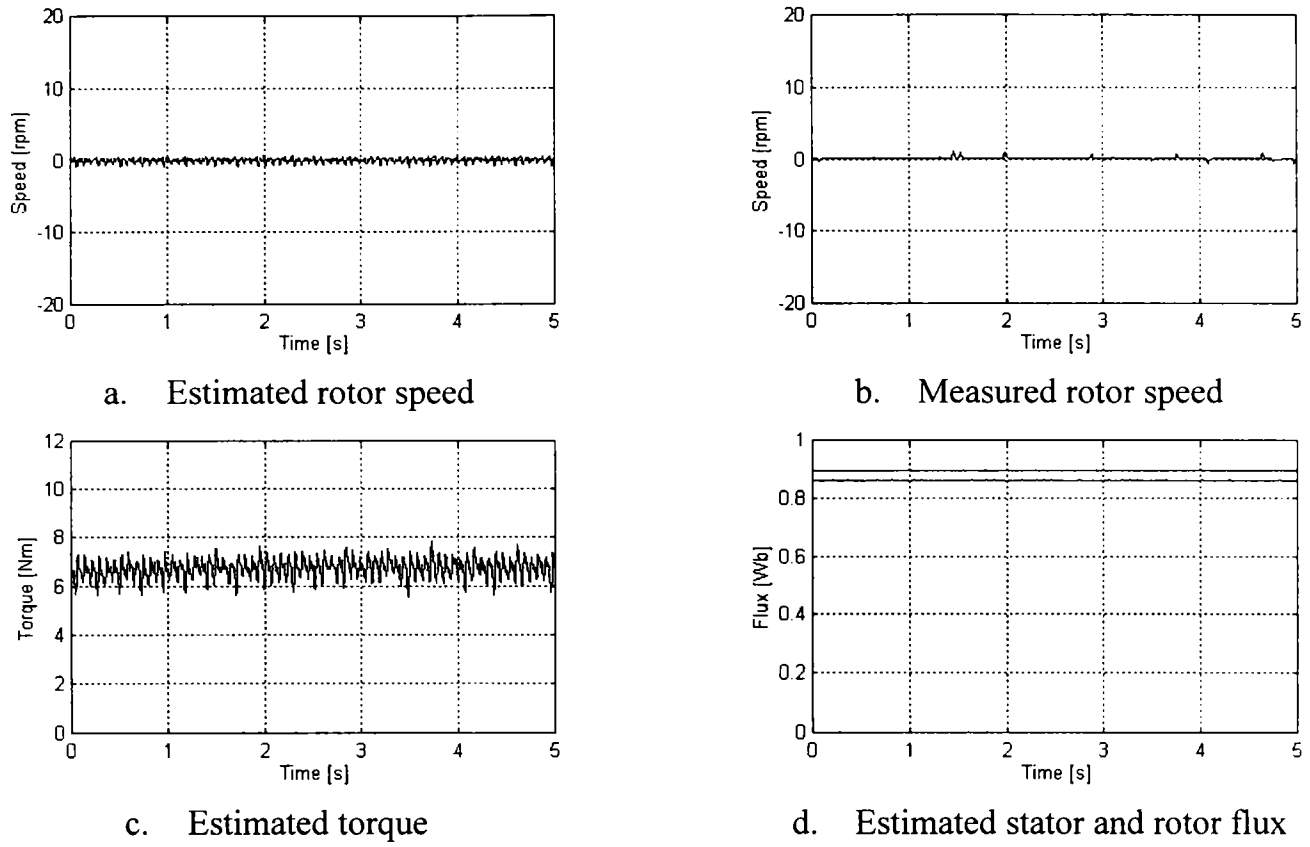 20
10
0
-10
-20
Speed [rpm]
0 1 2 3 4 5
Time [s]
a. Estimated rotor speed
20
10
0
-10
-20
Speed [rpm]
0 1 2 3 4 5
Time [s]
b. Measured rotor speed
12
10
8
6
4
2
0
Torque [Nm]
0 1 2 3 4 5
Time [s]
c. Estimated torque
1
0.8
0.6
0.4
0.2
0
Flux [Wb]
0 1 2 3 4 5
Time [s]
d. Estimated stator and rotor flux